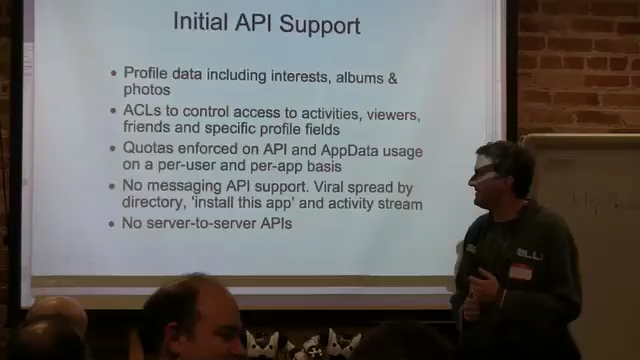 Initial API Support
• Profile data including interests, albums &
photos
• ACLs to control access to activities, viewers,
friends and specific profile fields
• Quotas enforced on API and AppData usage
on a per-user and per-app basis
• No messaging API support. Viral spread by
directory, 'install this app' and activity stream
• No server-to-server APIs